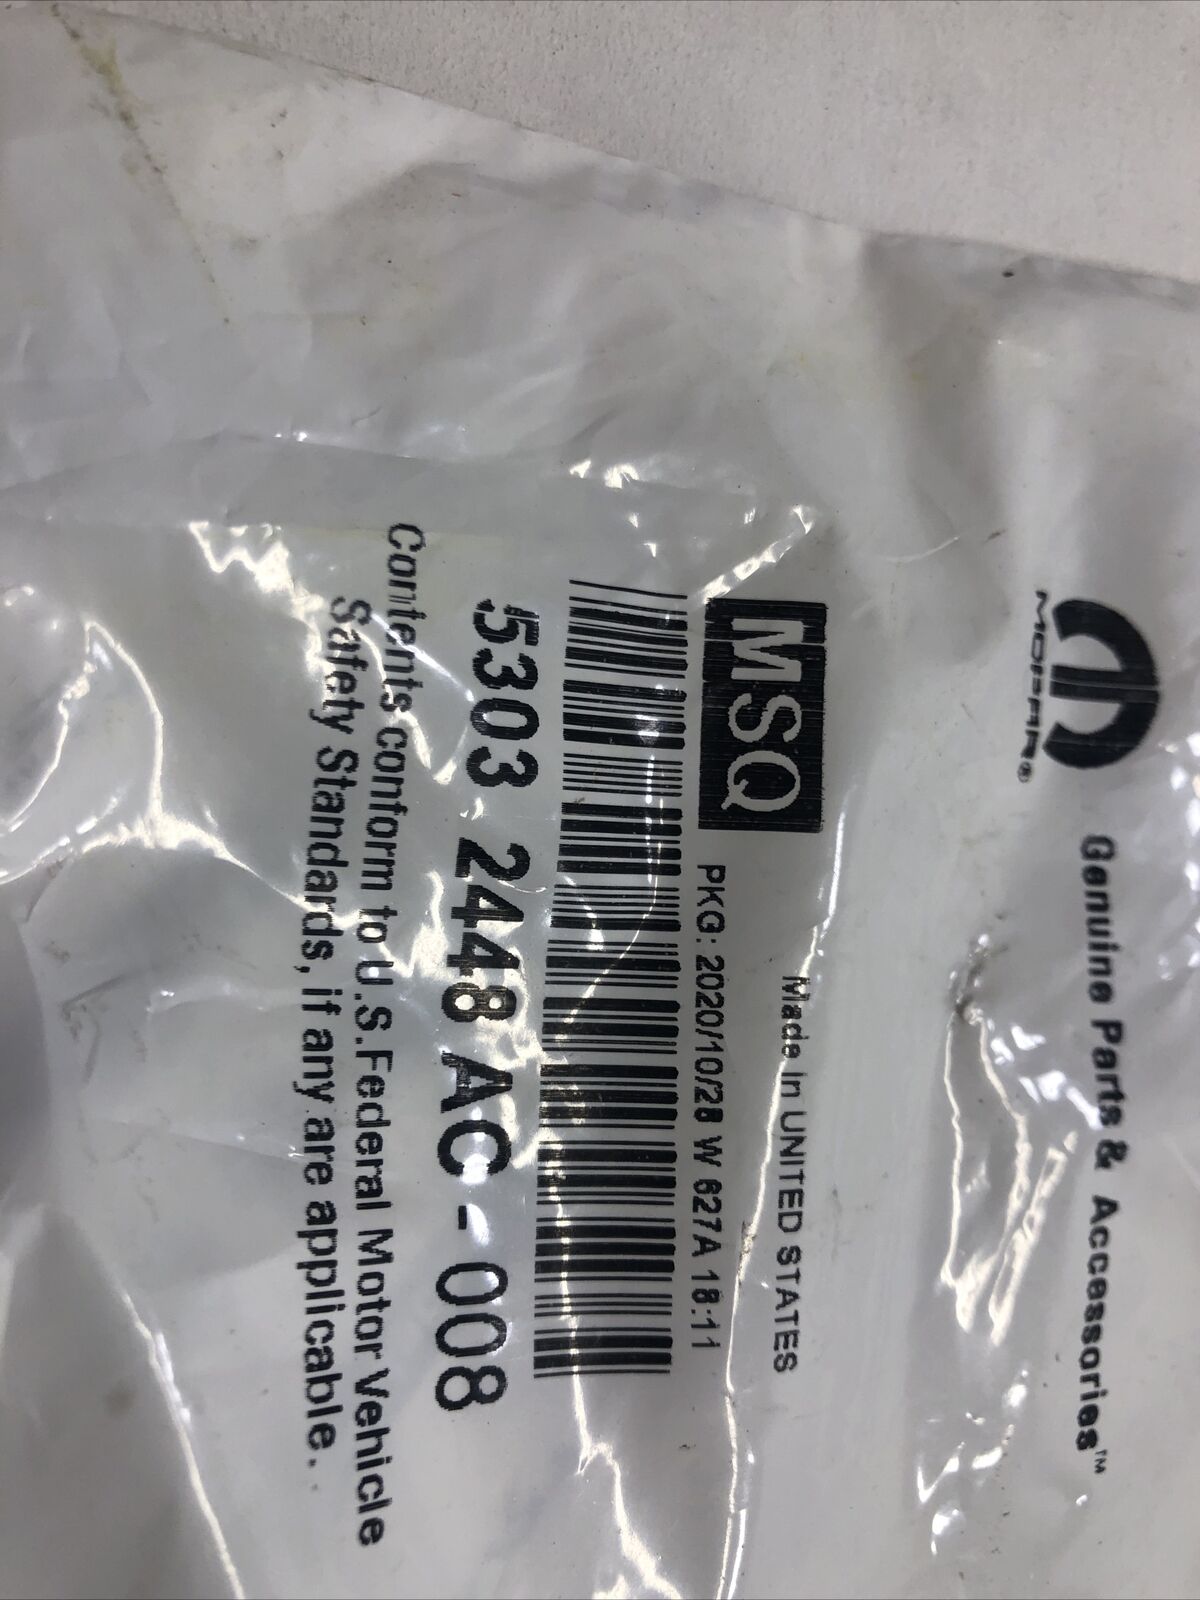 MOPAR®
Genuine Parts & Accessories™
Made in UNITED STATES
MSQ
PKG: 2020/10/28 W 627A 18:11
5303 2448 AC - 008
Contents conform to U.S.Federal Motor Vehicle
Safety Standards, if any are applicable.